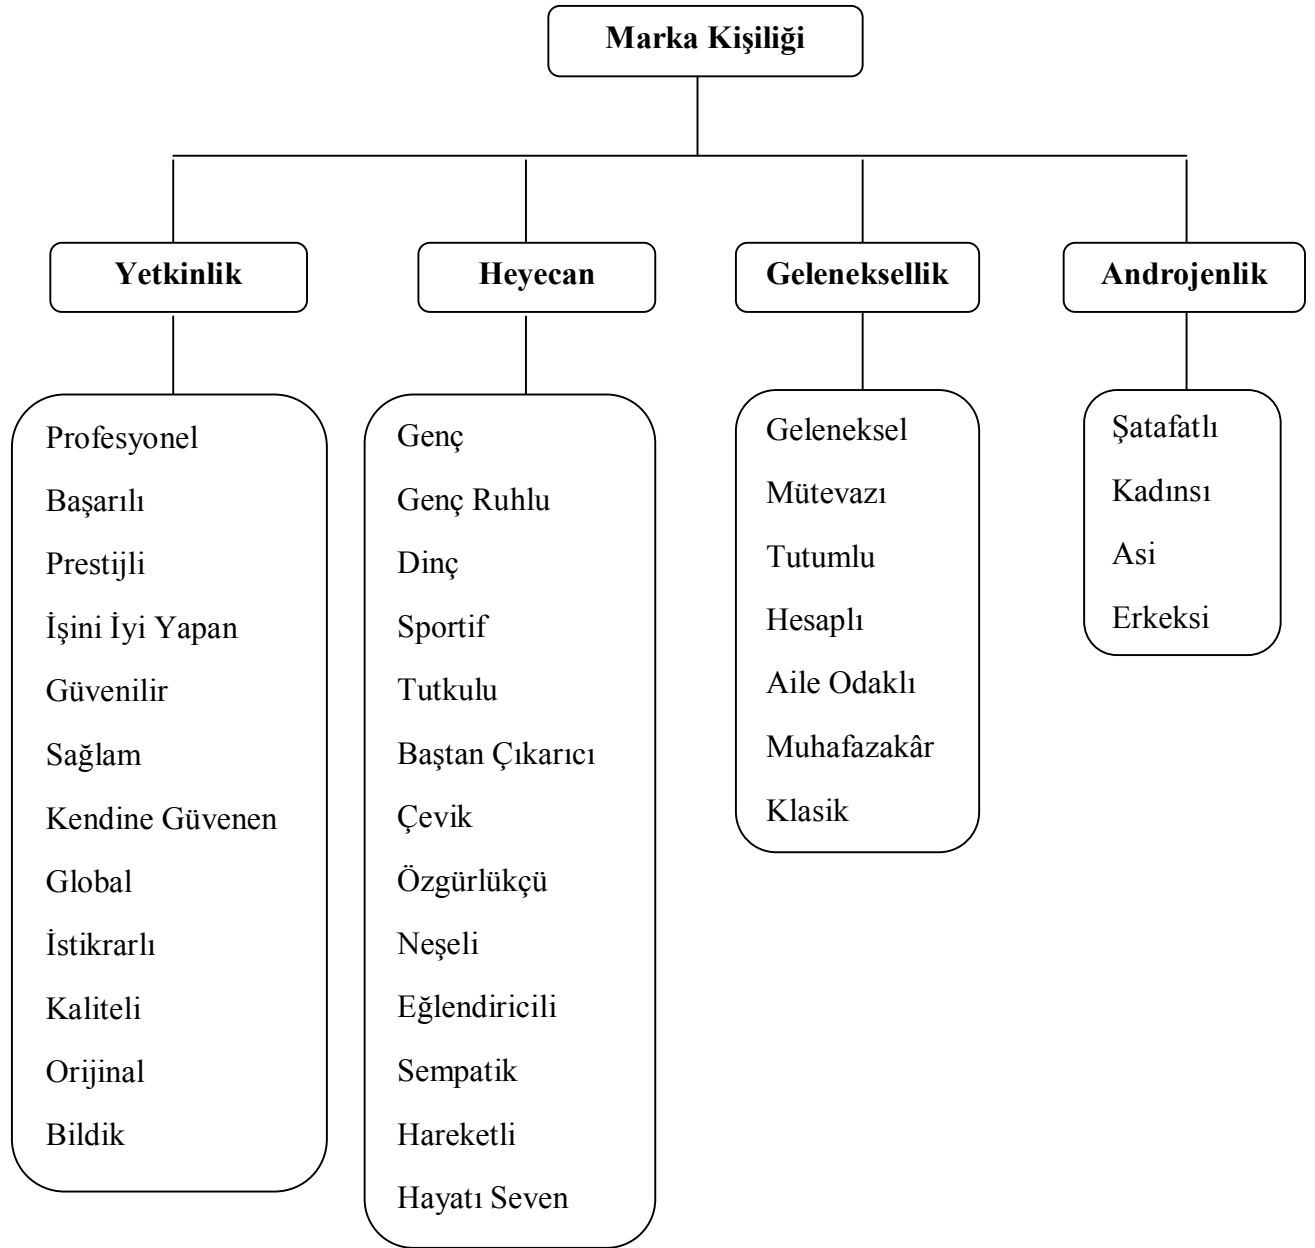 Marka Kişiliği
Yetkinlik
Heyecan
Geleneksellik
Androjenlik
Profesyonel
Başarılı
Prestijli
İşini İyi Yapan
Güvenilir
Sağlam
Kendine Güvenen
Global
İstikrarlı
Kaliteli
Orijinal
Bildik
Genç
Genç Ruhlu
Dinç
Sportif
Tutkulu
Baştan Çıkarıcı
Çevik
Özgürlükçü
Neşeli
Eğlendiricili
Sempatik
Hareketli
Hayatı Seven
Geleneksel
Mütevazı
Tutumlu
Hesaplı
Aile Odaklı
Muhafazakâr
Klasik
Şatafatlı
Kadınsı
Asi
Erkeksi